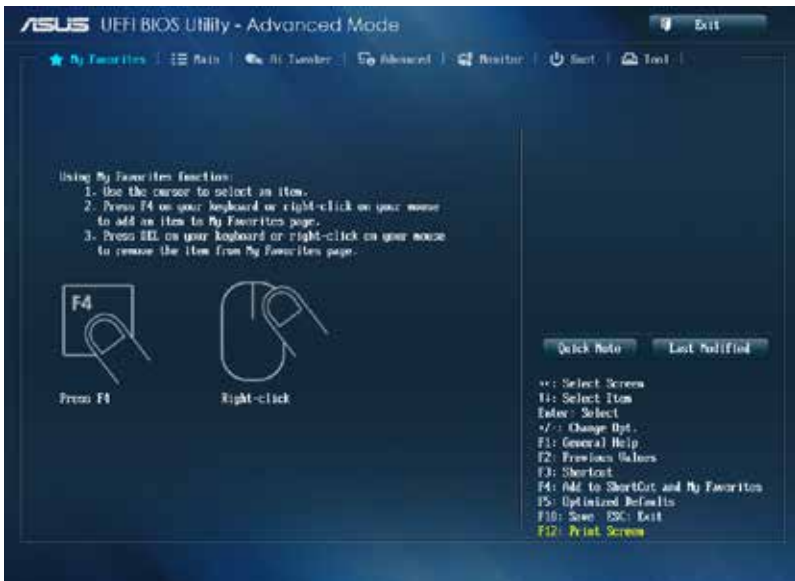 ASUS UEFI BIOS Utility - Advanced Mode
Exit
My Favorites
Main
Ai Tweaker
Advanced
Monitor
Boot
Tool
Using My Favorites function:
1. Use the cursor to select an item.
2. Press F4 on your keyboard or right-click on your mouse
to add an item to My Favorites page.
3. Press DEL on your keyboard or right-click on your mouse
to remove the item from My Favorites page.
F4
Press F4
Right-click
Quick Note
Last Modified
: Select Screen
: Select Item
Enter: Select
+/-: Change Opt.
F1: General Help
F2: Previous Values
F3: Shortcut
F4: Add to ShortCut and My Favorites
F5: Optimized Defaults
F10: Save ESC: Exit
F12: Print Screen